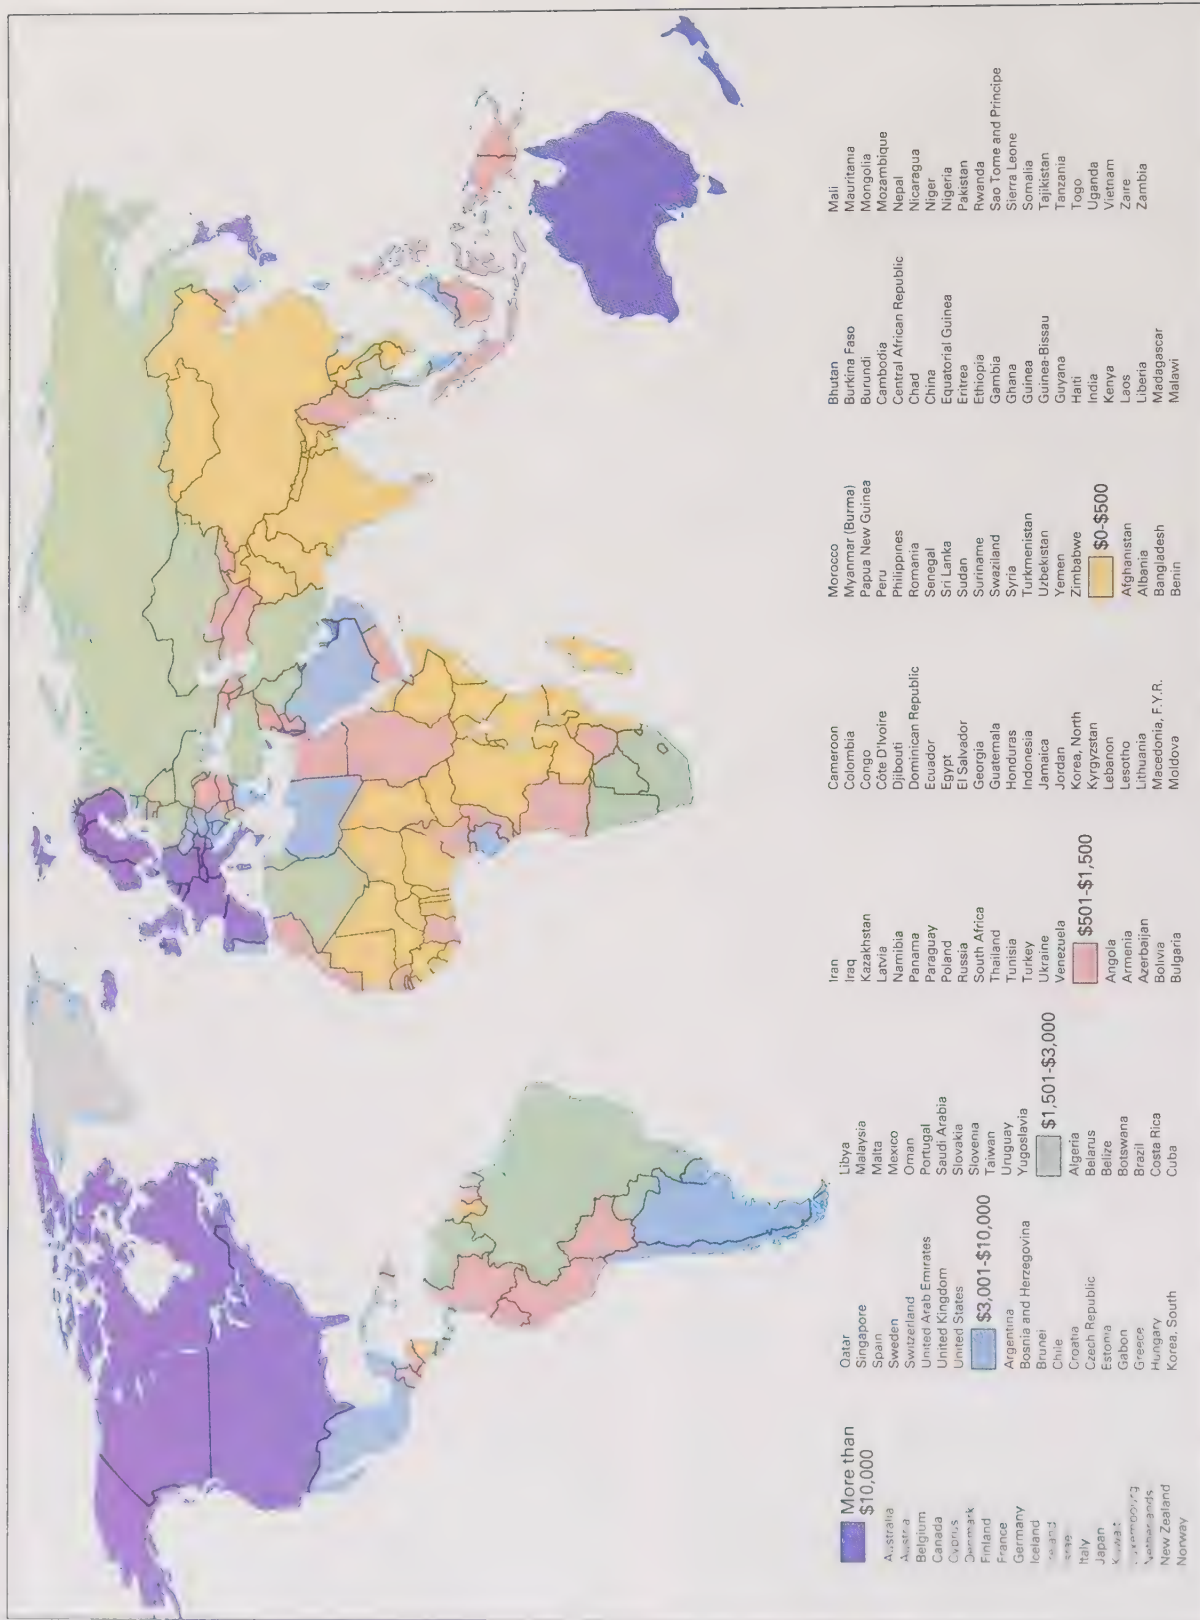 More than
$10,000
Australia
Austria
Belgium
Canada
Cyprus
Denmark
Finland
France
Germany
Iceland
Italy
Japan
Kuwait
Luxembourg
Netherlands
New Zealand
Norway
Qatar
Singapore
Spain
Sweden
Switzerland
United Arab Emirates
United Kingdom
United States
$3,001-$10,000
Argentina
Bosnia and Herzegovina
Brunei
Chile
Croatia
Czech Republic
Estonia
Gabon
Greece
Hungary
Korea, South
Libya
Malaysia
Malta
Mexico
Oman
Portugal
Saudi Arabia
Slovakia
Slovenia
Taiwan
Uruguay
Yugoslavia
$1,501-$3,000
Algeria
Belarus
Belize
Botswana
Brazil
Costa Rica
Cuba
Iran
Iraq
Kazakhstan
Latvia
Namibia
Panama
Paraguay
Poland
Russia
South Africa
Thailand
Tunisia
Turkey
Ukraine
Venezuela
$501-$1,500
Angola
Armenia
Azerbaijan
Bolivia
Bulgaria
Cameroon
Colombia
Congo
Côte D'Ivoire
Djibouti
Dominican Republic
Ecuador
Egypt
El Salvador
Georgia
Guatemala
Honduras
Indonesia
Jamaica
Jordan
Korea, North
Kyrgyzstan
Lebanon
Lesotho
Lithuania
Macedonia, F.Y.R.
Moldova
Morocco
Myanmar (Burma)
Papua New Guinea
Peru
Philippines
Romania
Senegal
Sri Lanka
Sudan
Suriname
Swaziland
Syria
Turkmenistan
Uzbekistan
Yemen
Zimbabwe
$0-$500
Afghanistan
Albania
Bangladesh
Benin
Bhutan
Burkina Faso
Burundi
Cambodia
Central African Republic
Chad
China
Equatorial Guinea
Eritrea
Ethiopia
Gambia
Ghana
Guinea
Guinea-Bissau
Guyana
Haiti
India
Kenya
Laos
Liberia
Madagascar
Malawi
Mali
Mauritania
Mongolia
Mozambique
Nepal
Nicaragua
Niger
Nigeria
Pakistan
Rwanda
Sao Tome and Principe
Sierra Leone
Somalia
Tajikistan
Tanzania
Togo
Uganda
Vietnam
Zaire
Zambia